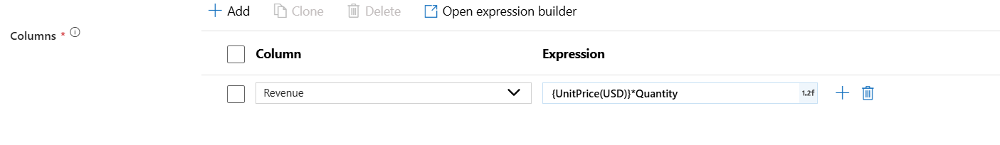 Add Clone Delete Open expression builder
Columns *
Column Expression
Revenue {UnitPrice(USD)}*Quantity 1.2f